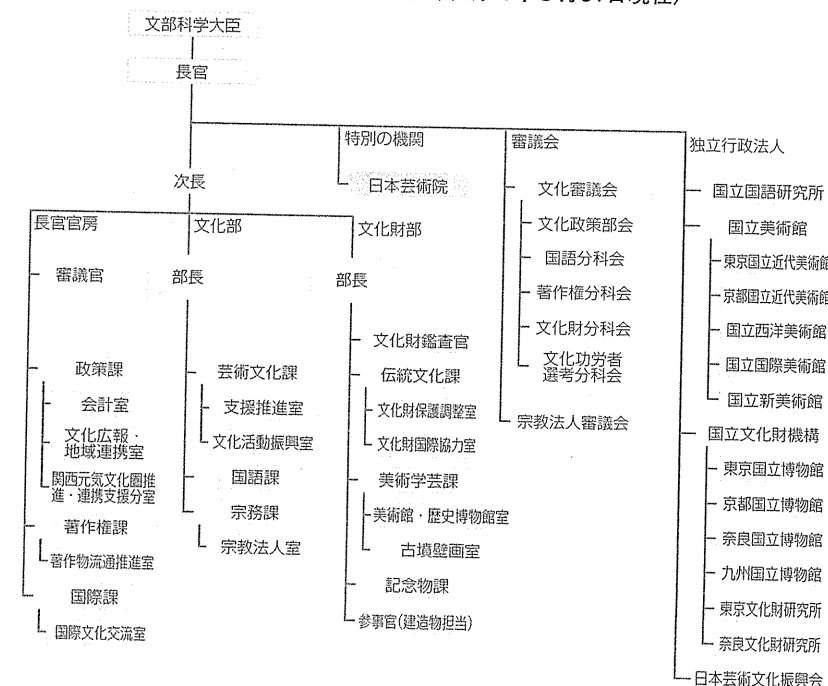 文部科学大臣
長官
次長
長官官房
審議官
政策課
会計室
文化広報・
地域連携室
関西元気文化圏推
進・連携支援分室
著作権課
著作物流通推進室
国際課
国際文化交流室
文化部
部長
芸術文化課
支援推進室
文化活動振興室
国語課
宗務課
宗教法人室
文化財部
部長
文化財鑑査官
伝統文化課
文化財保護調整室
文化財国際協力室
美術学芸課
美術館・歴史博物館室
古墳壁画室
記念物課
参事官(建造物担当)
特別の機関
日本芸術院
審議会
文化審議会
文化政策部会
国語分科会
著作権分科会
文化財分科会
文化功労者
選考分科会
宗教法人審議会
独立行政法人
国立国語研究所
国立美術館
東京国立近代美術館
京都国立近代美術館
国立西洋美術館
国立国際美術館
国立新美術館
国立文化財機構
東京国立博物館
京都国立博物館
奈良国立博物館
九州国立博物館
東京文化財研究所
奈良文化財研究所
日本芸術文化振興会